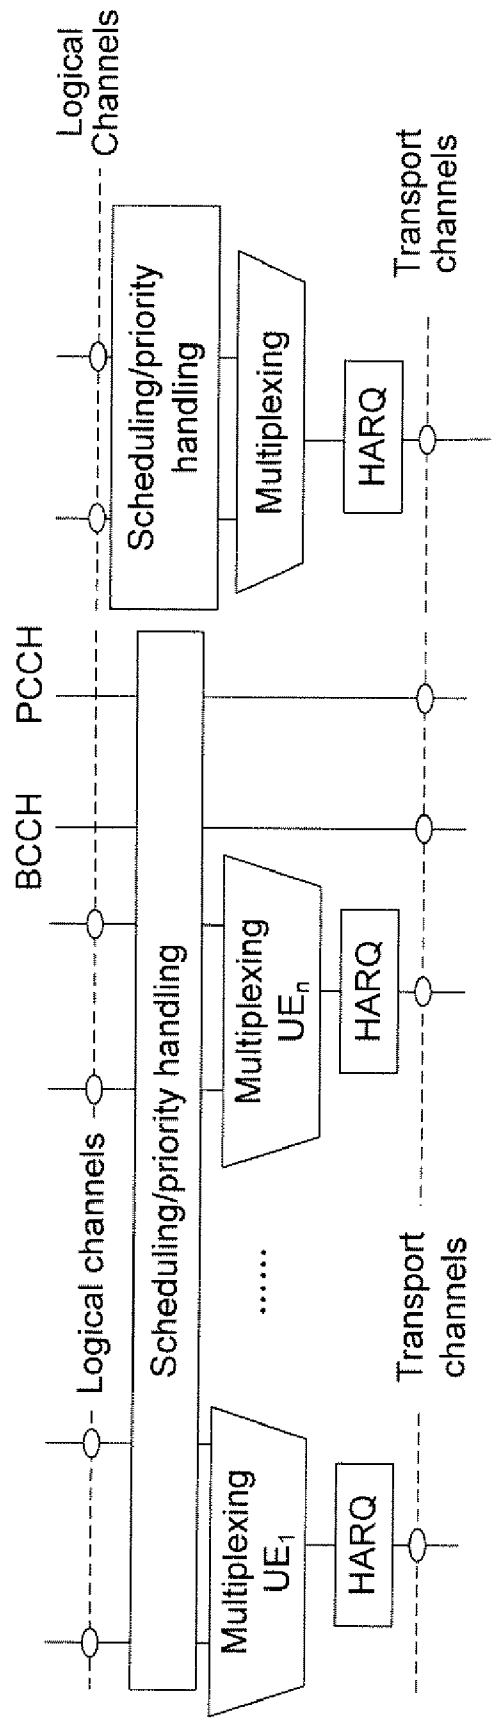 BCCH
PCCH
Logical channels
Scheduling/priority handling
Multiplexing
UE1
HARQ
......
Multiplexing
UEn
HARQ
Transport
channels
Logical
Channels
Scheduling/priority
handling
Multiplexing
HARQ
Transport
channels